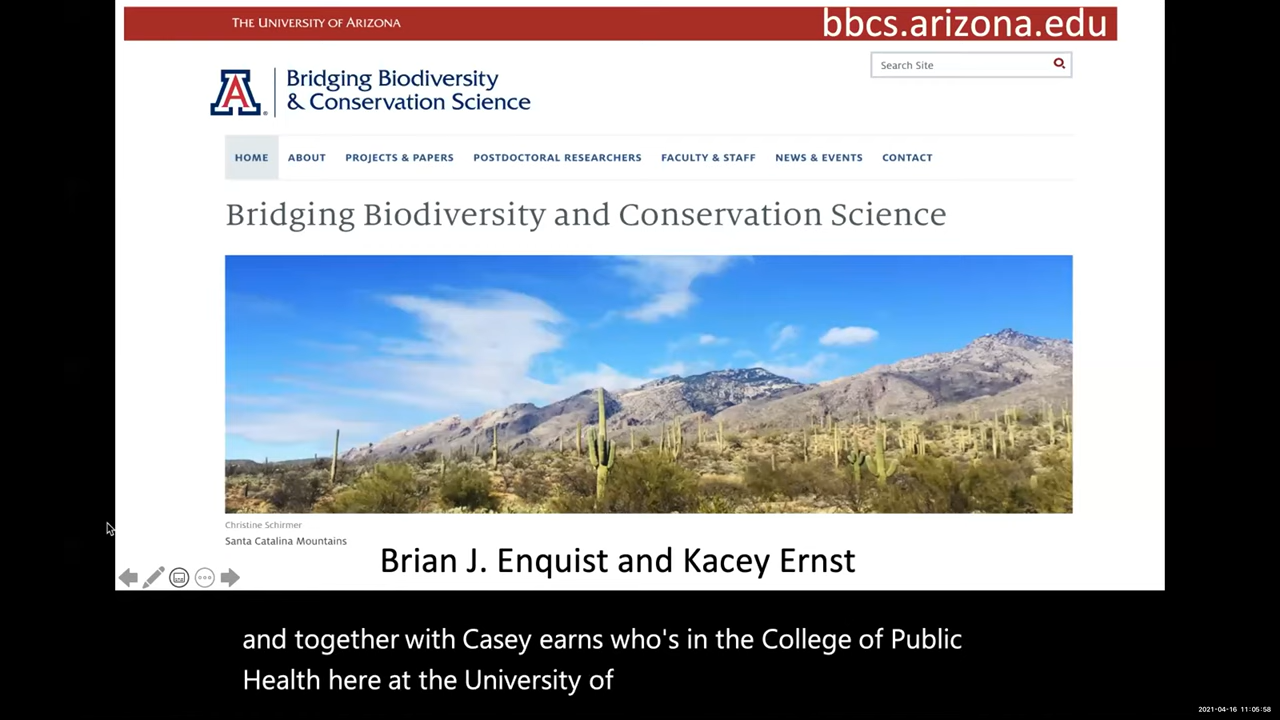 THE UNIVERSITY OF ARIZONA
bbcs.arizona.edu
Search Site
A
Bridging Biodiversity
& Conservation Science
HOME ABOUT PROJECTS & PAPERS POSTDOCTORAL RESEARCHERS FACULTY & STAFF NEWS & EVENTS CONTACT
Bridging Biodiversity and Conservation Science
Christine Schirmer
Santa Catalina Mountains
Brian J. Enquist and Kacey Ernst
and together with Casey earns who's in the College of Public
Health here at the University of
2021-04-16 11:05:58